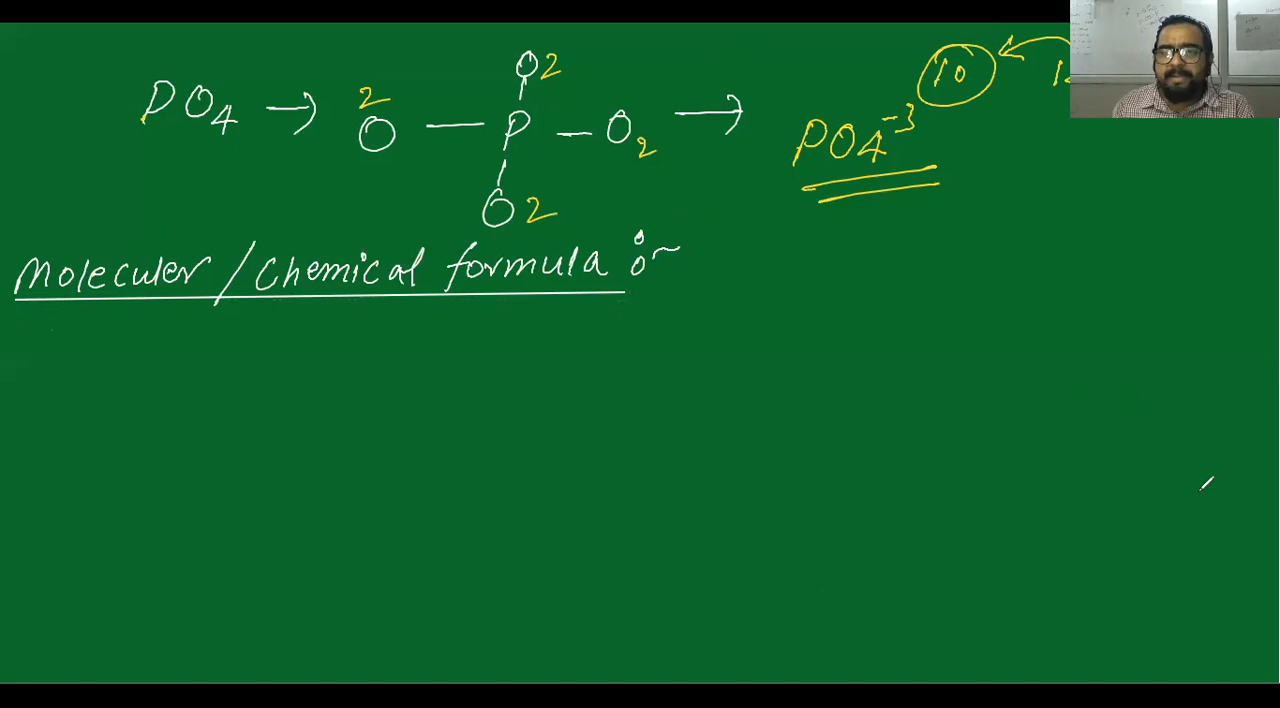 PO4 → 2O — P — O2 → PO4⁻³ 10
O2
O2
Moleculer/Chemical formula :~